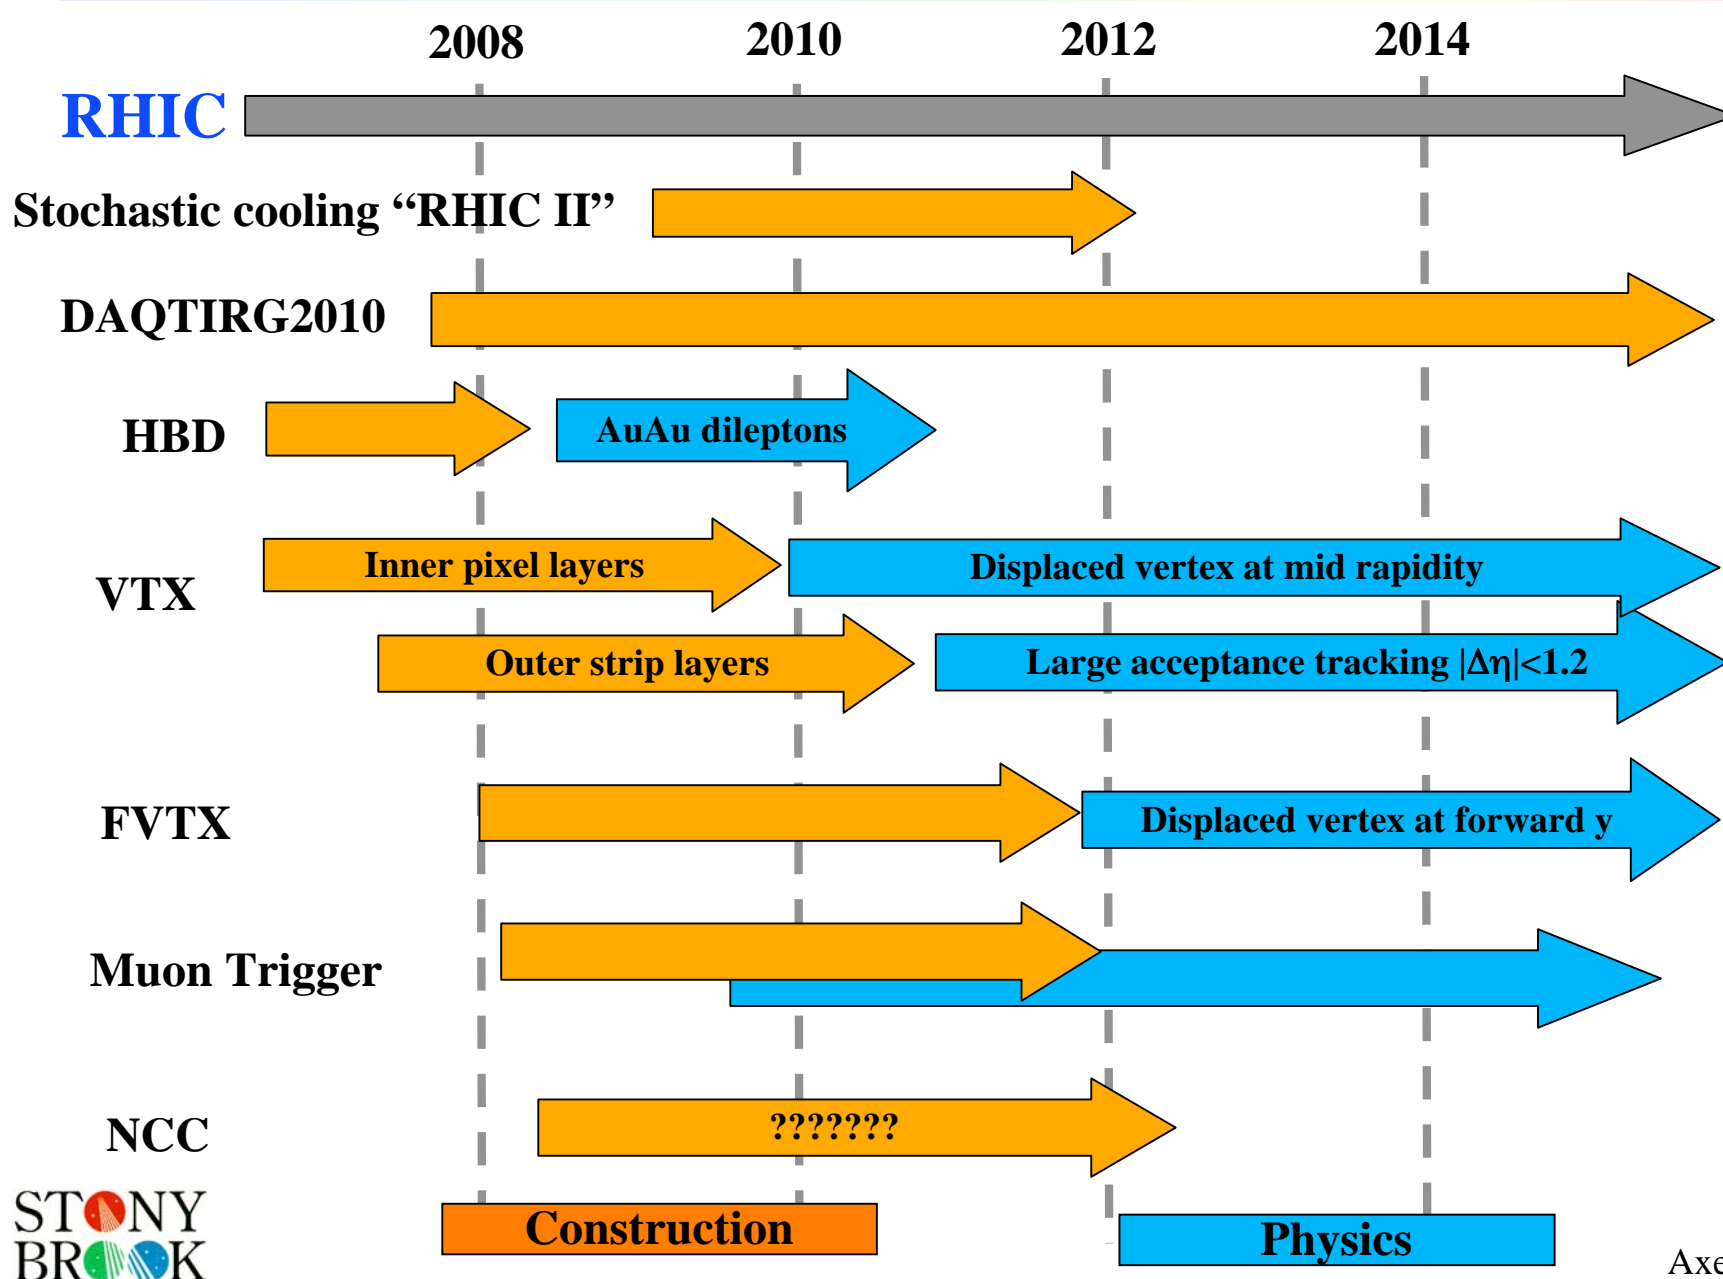 2008 2010 2012 2014
RHIC
Stochastic cooling “RHIC II”
DAQTIRG2010
HBD AuAu dileptons
Inner pixel layers Displaced vertex at mid rapidity
VTX
Outer strip layers Large acceptance tracking |Δη|<1.2
FVTX Displaced vertex at forward y
Muon Trigger
NCC ???????
STONY
BROOK
Construction Physics
Axe